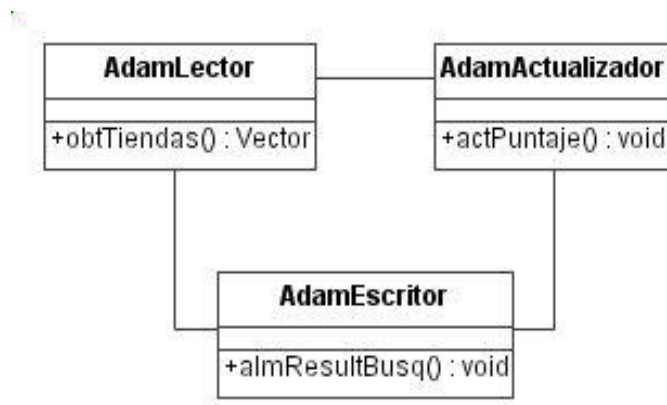 AdamLector
+obtTiendas() : Vector
AdamActualizador
+actPuntaje() : void
AdamEscritor
+almResultBusq() : void